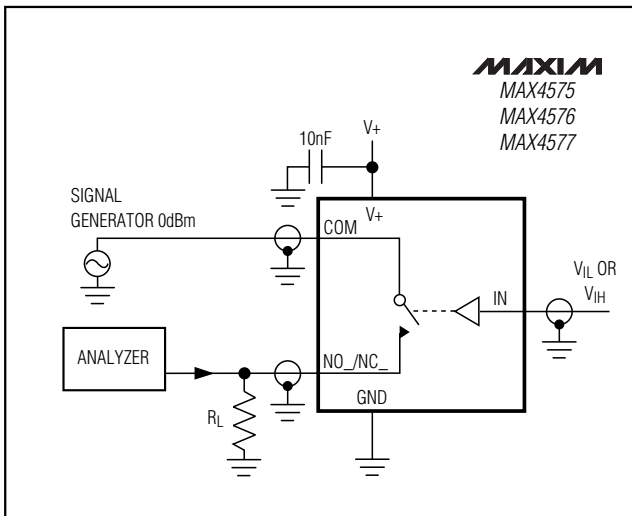 MAXIM
MAX4575
MAX4576
MAX4577
V+
10nF
V+
SIGNAL
GENERATOR 0dBm
COM
IN
VIL OR
VIH
ANALYZER
NO_/NC_
RL
GND